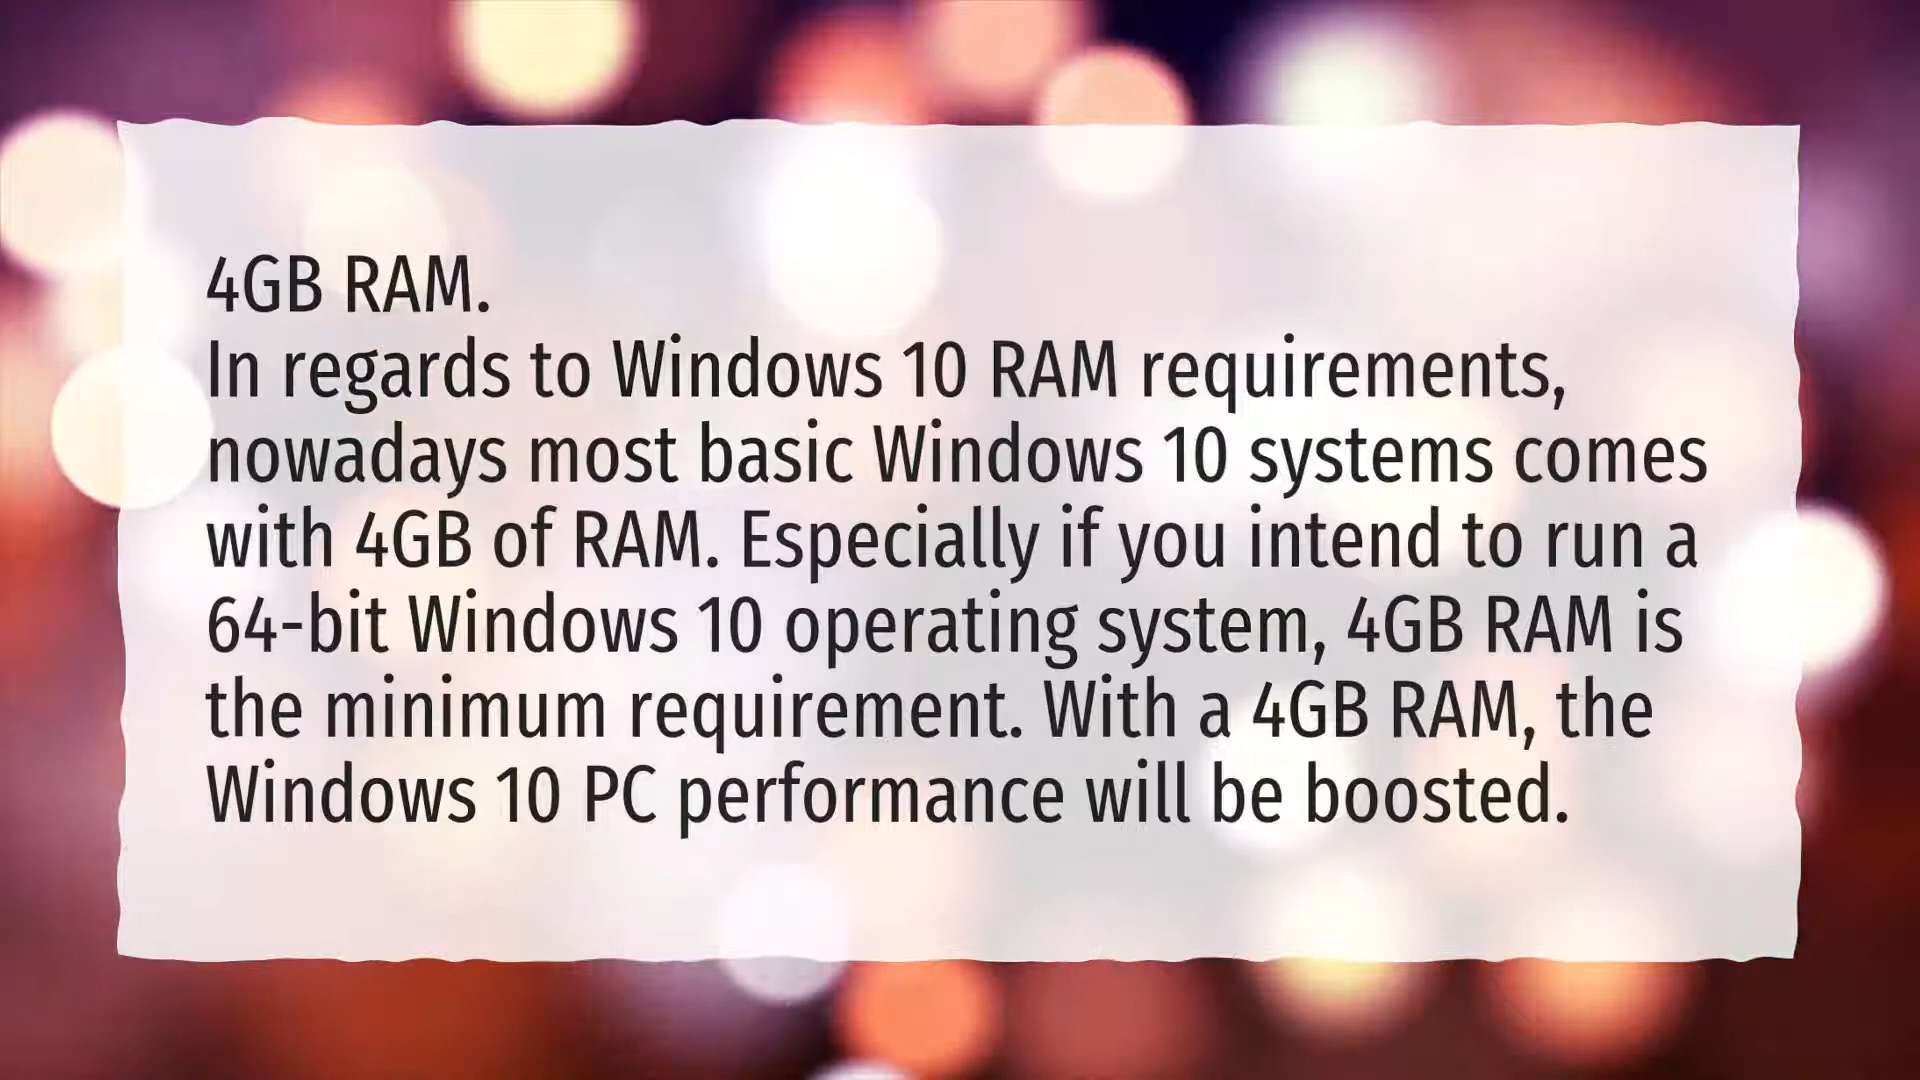 4GB RAM.
In regards to Windows 10 RAM requirements,
nowadays most basic Windows 10 systems comes
with 4GB of RAM. Especially if you intend to run a
64-bit Windows 10 operating system, 4GB RAM is
the minimum requirement. With a 4GB RAM, the
Windows 10 PC performance will be boosted.